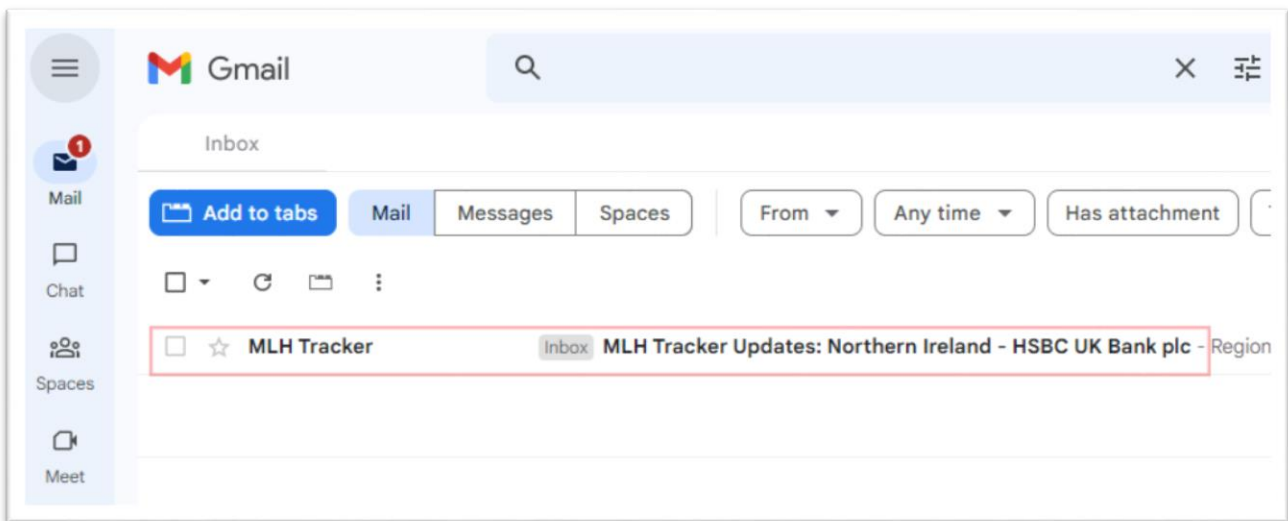 Gmail
1
Mail
Inbox
Add to tabs Mail Messages Spaces From Any time Has attachment
Chat
MLH Tracker Inbox MLH Tracker Updates: Northern Ireland - HSBC UK Bank plc - Region
Spaces
Meet